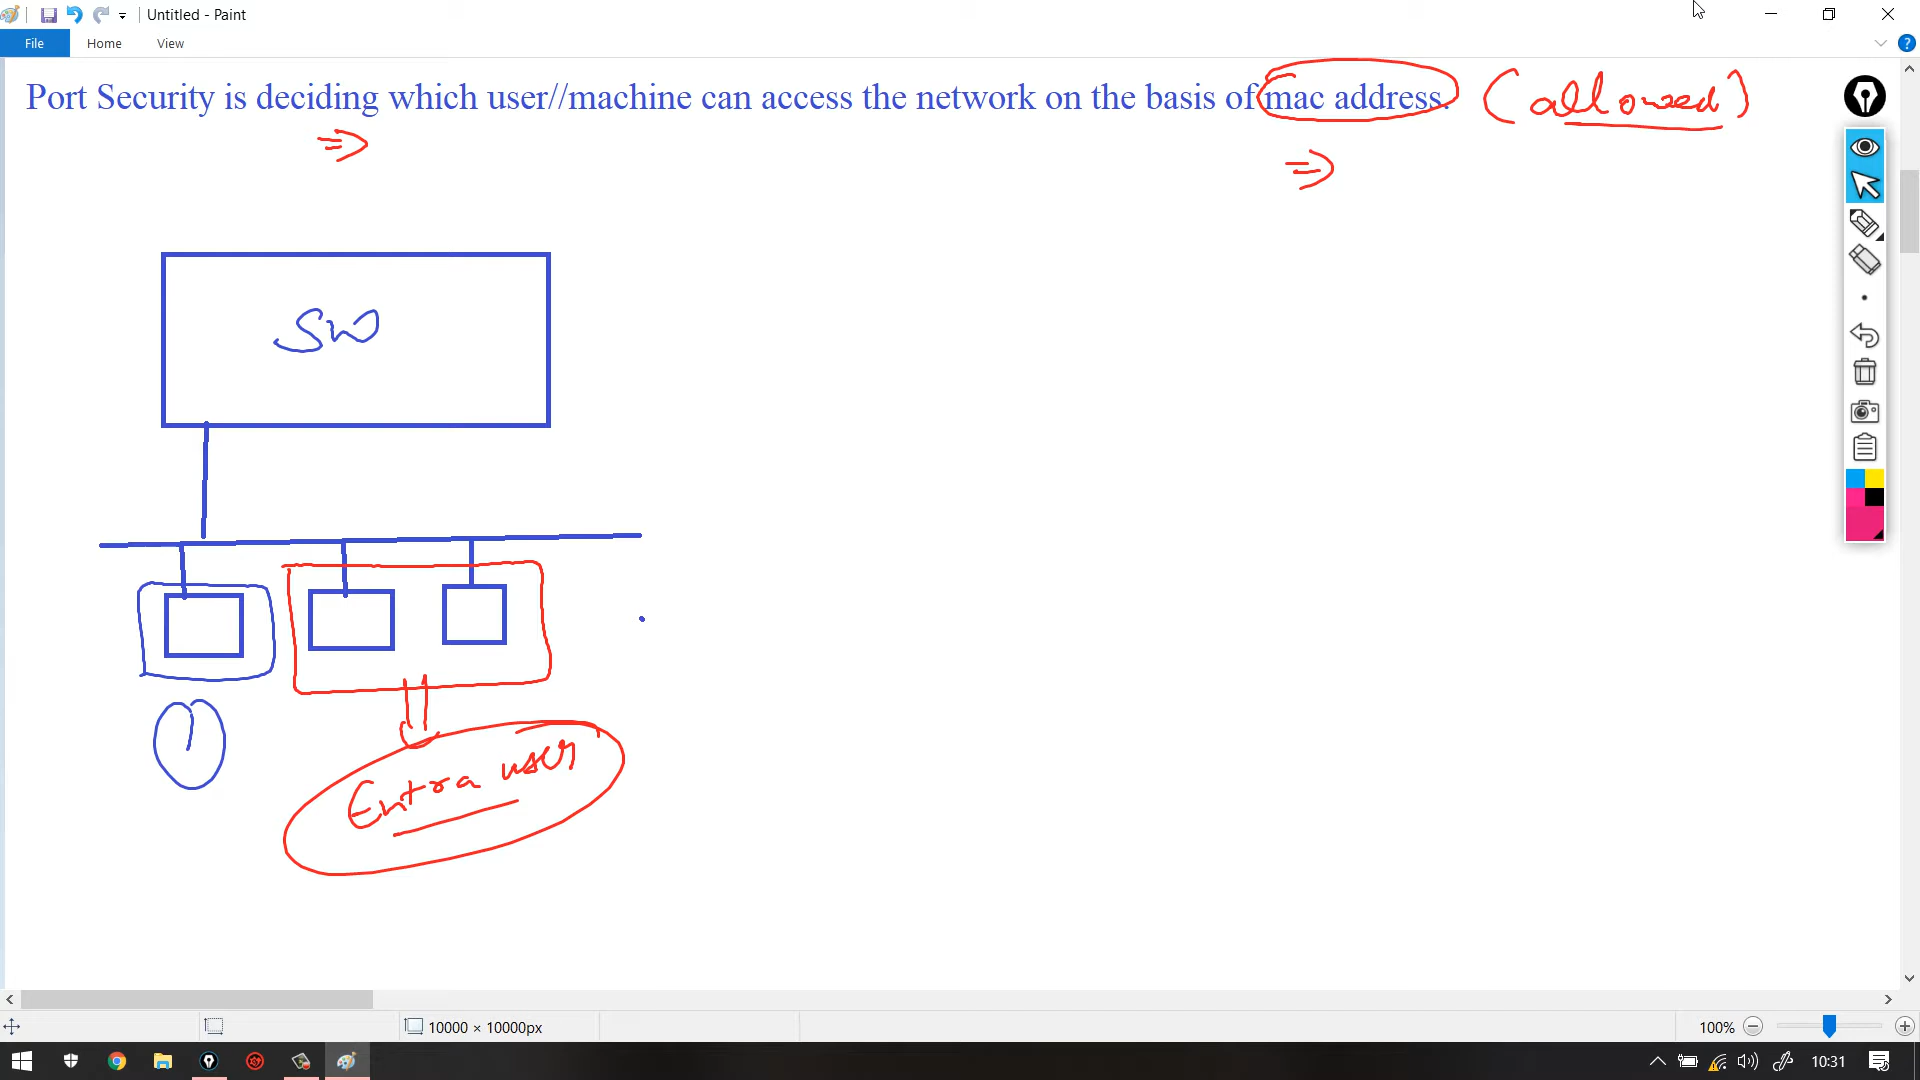 Untitled - Paint
File Home View
Port Security is deciding which user//machine can access the network on the basis of mac address. (allowed)
SW
1
Extra user
10000 × 10000px
100%
10:31